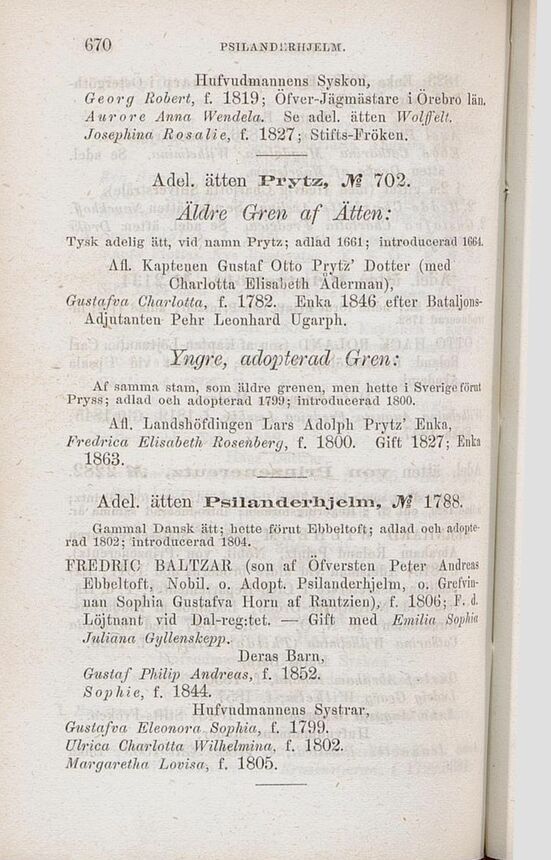 670 PSILANDERHJELM.
Hufvudmannens Syskon,
Georg Robert, f. 1819; Öfver-Jägmästare i Örebro län.
Aurore Anna Wendela. Se adel. ätten Wolffelt.
Josephina Rosalie, f. 1827; Stifts-Fröken.
Adel. ätten Prytz, № 702.
Äldre Gren af Ätten:
Tysk adelig ätt, vid namn Prytz; adlad 1661; introducerad 1664.
Afl. Kaptenen Gustaf Otto Prytz' Dotter (med
Charlotta Elisabeth Åderman),
Gustafva Charlotta, f. 1782. Enka 1846 efter Bataljons-
Adjutanten Pehr Leonhard Ugarph.
Yngre, adopterad Gren:
Af samma stam, som äldre grenen, men hette i Sverige förut
Pryss; adlad och adopterad 1799; introducerad 1800.
Afl. Landshöfdingen Lars Adolph Prytz' Enka,
Fredrica Elisabeth Rosenberg, f. 1800. Gift 1827; Enka
1863.
Adel. ätten Psilanderhjelm, № 1788.
Gammal Dansk ätt; hette förut Ebbeltoft; adlad och adopte-
rad 1802; introducerad 1804.
FREDRIC BALTZAR (son af Öfversten Peter Andreas
Ebbeltoft, Nobil. o. Adopt. Psilanderhjelm, o. Grefvin-
nan Sophia Gustafva Horn af Rantzien), f. 1806; F. d.
Löjtnant vid Dal-reg:tet. — Gift med Emilia Sophia
Juliana Gyllenskepp.
Deras Barn,
Gustaf Philip Andreas, f. 1852.
Sophie, f. 1844.
Hufvudmannens Systrar,
Gustafva Eleonora Sophia, f. 1799.
Ulrica Charlotta Wilhelmina, f. 1802.
Margaretha Lovisa, f. 1805.